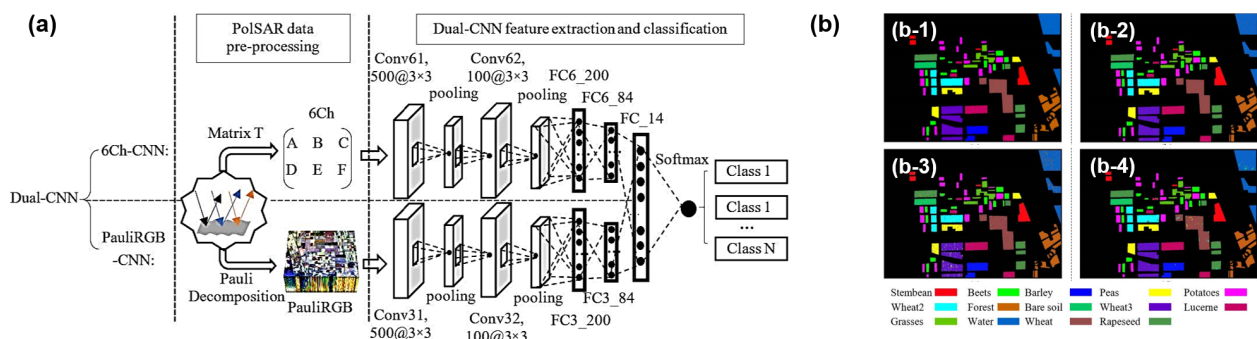 (a)
PolSAR data
pre-processing
Dual-CNN feature extraction and classification
Conv61,
500@3×3
pooling
Conv62,
100@3×3
pooling
FC6_200
FC6_84
FC_14
6Ch
Matrix T
A B C
D E F
6Ch-CNN:
Dual-CNN
PauliRGB
-CNN:
Pauli
Decomposition
PauliRGB
Softmax
Class 1
Class 1
...
Class N
pooling
pooling
Conv31,
500@3×3
Conv32,
100@3×3
FC3_200
FC3_84
(b)
(b-1)
(b-2)
(b-3)
(b-4)
Stembean Beets Barley Peas Potatoes
Wheat2 Forest Bare soil Wheat3 Lucerne
Grasses Water Wheat Rapeseed